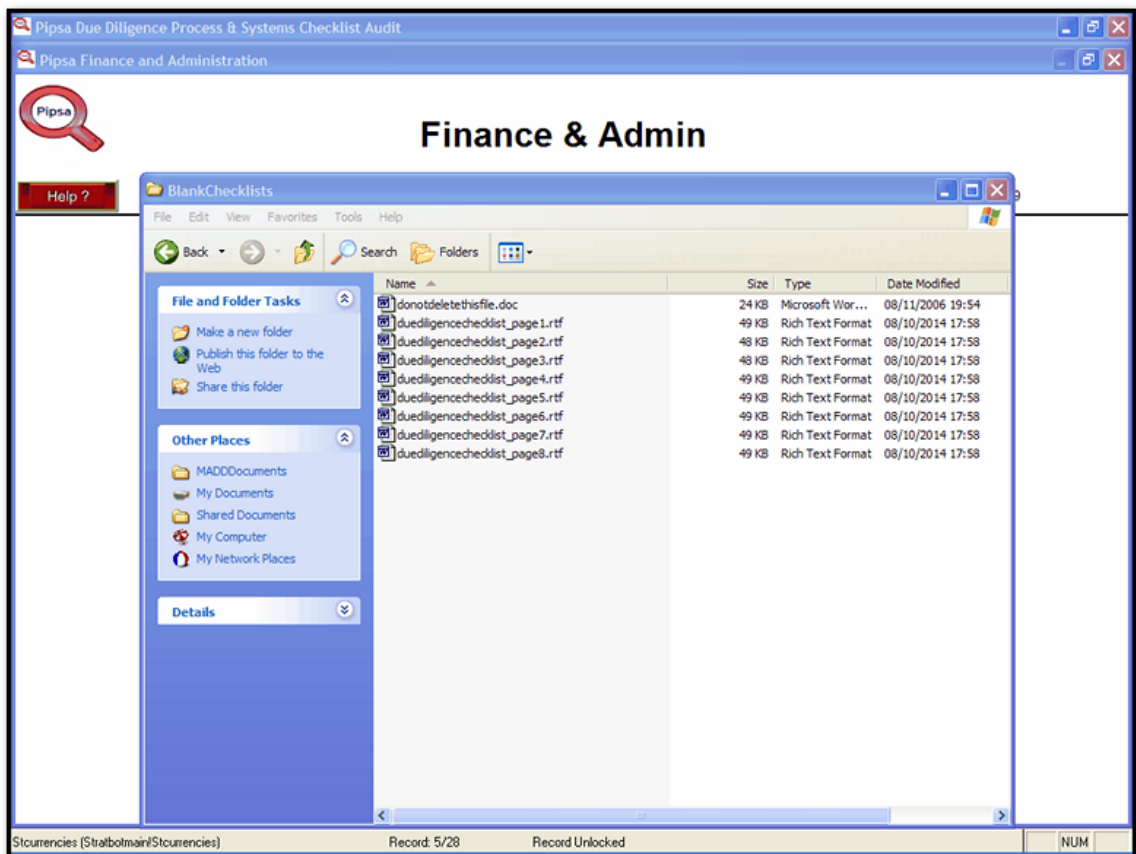 Pipsa Due Diligence Process & Systems Checklist Audit
Pipsa Finance and Administration
Pipsa
Finance & Admin
Help ?
9
BlankChecklists
File Edit View Favorites Tools Help
Back Search Folders
Name Size Type Date Modified
File and Folder Tasks
Make a new folder
Publish this folder to the
Web
Share this folder
Other Places
MADDDocuments
My Documents
Shared Documents
My Computer
My Network Places
Details
donotdeletethisfile.doc 24 KB Microsoft Wor... 08/11/2006 19:54
duediligencechecklist_page1.rtf 49 KB Rich Text Format 08/10/2014 17:58
duediligencechecklist_page2.rtf 48 KB Rich Text Format 08/10/2014 17:58
duediligencechecklist_page3.rtf 48 KB Rich Text Format 08/10/2014 17:58
duediligencechecklist_page4.rtf 49 KB Rich Text Format 08/10/2014 17:58
duediligencechecklist_page5.rtf 49 KB Rich Text Format 08/10/2014 17:58
duediligencechecklist_page6.rtf 49 KB Rich Text Format 08/10/2014 17:58
duediligencechecklist_page7.rtf 49 KB Rich Text Format 08/10/2014 17:58
duediligencechecklist_page8.rtf 49 KB Rich Text Format 08/10/2014 17:58
Stcurrencies (Stratbotmain!Stcurrencies) Record: 5/28 Record Unlocked NUM